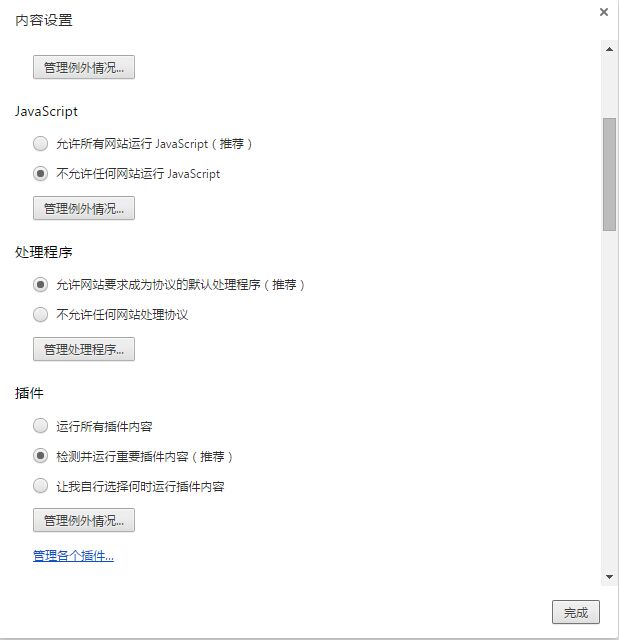 内容设置
管理例外情况...
JavaScript
允许所有网站运行 JavaScript（推荐）
不允许任何网站运行 JavaScript
管理例外情况...
处理程序
允许网站要求成为协议的默认处理程序（推荐）
不允许任何网站处理协议
管理处理程序...
插件
运行所有插件内容
检测并运行重要插件内容（推荐）
让我自行选择何时运行插件内容
管理例外情况...
管理各个插件...
完成